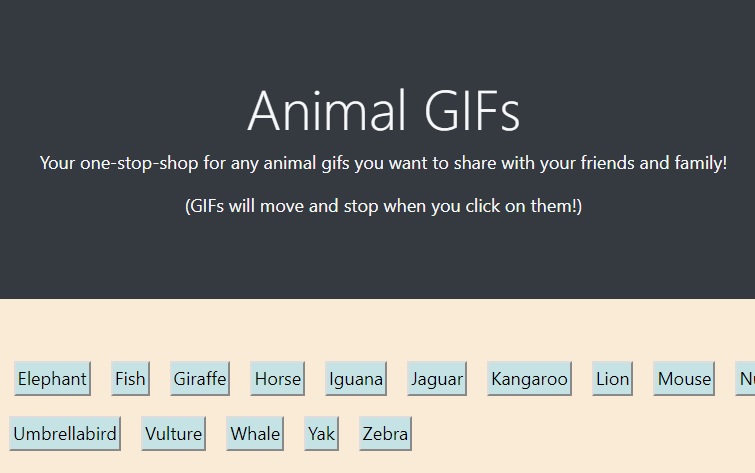 Animal GIFs
Your one-stop-shop for any animal gifs you want to share with your friends and family!
(GIFs will move and stop when you click on them!)
Elephant Fish Giraffe Horse Iguana Jaguar Kangaroo Lion Mouse
Umbrellabird Vulture Whale Yak Zebra